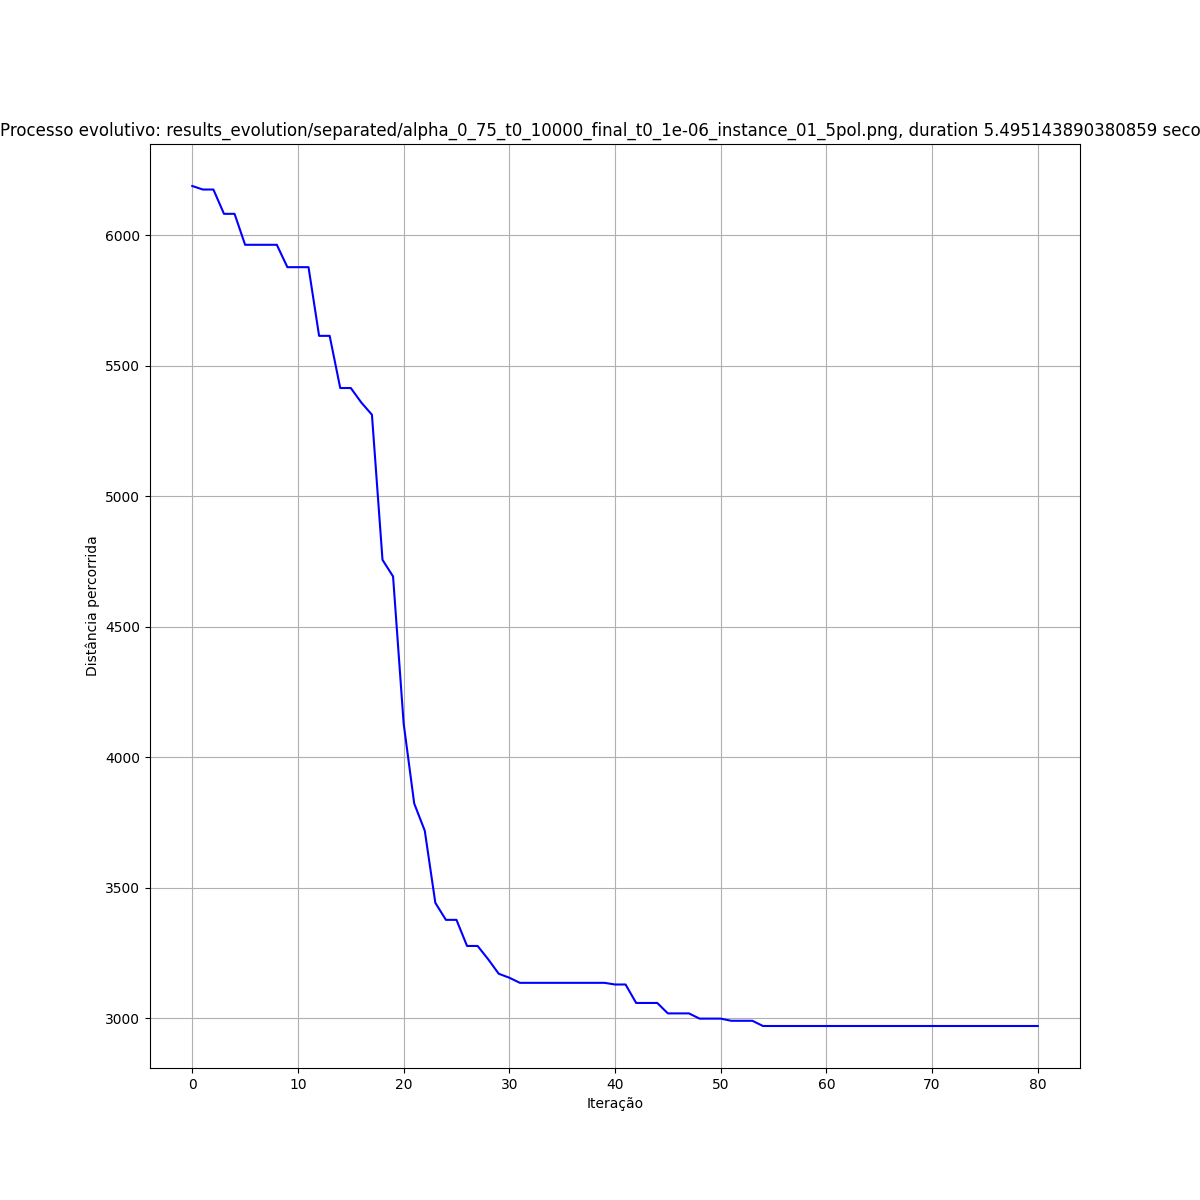 Processo evolutivo: results_evolution/separated/alpha_0_75_t0_10000_final_t0_1e-06_instance_01_5pol.png, duration 5.495143890380859 seco
6000
5500
5000
4500
4000
3500
3000
Distância percorrida
0 10 20 30 40 50 60 70 80
Iteração